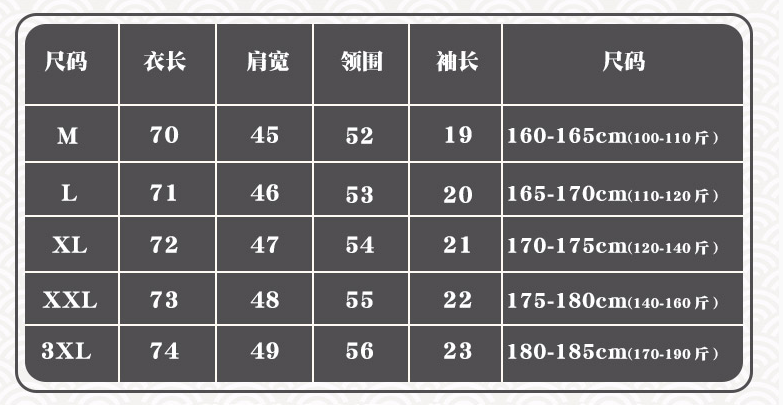 尺码 衣长 肩宽 领围 袖长 尺码
M 70 45 52 19 160-165cm(100-110斤)
L 71 46 53 20 165-170cm(110-120斤)
XL 72 47 54 21 170-175cm(120-140斤)
XXL 73 48 55 22 175-180cm(140-160斤)
3XL 74 49 56 23 180-185cm(170-190斤)